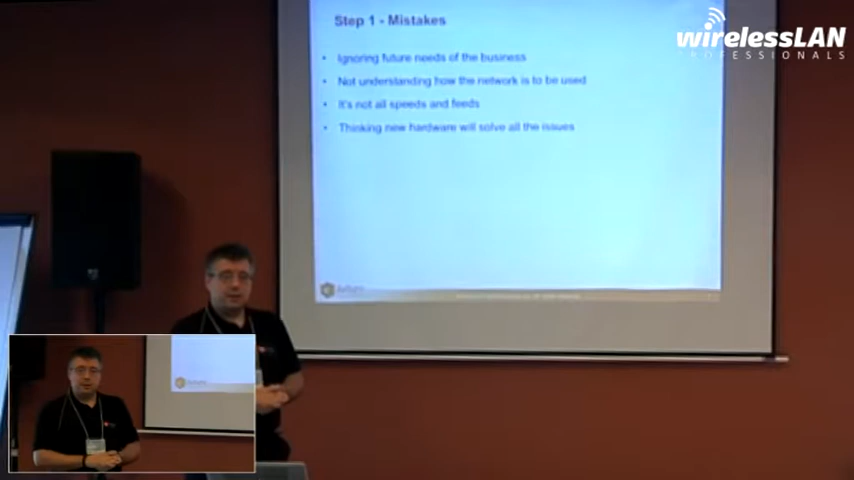 Step 1 - Mistakes
wirelessLAN
PROFESSIONALS
• Ignoring future needs of the business
• Not understanding how the network is to be used
• It's not all speeds and feeds
• Thinking new hardware will solve all the issues